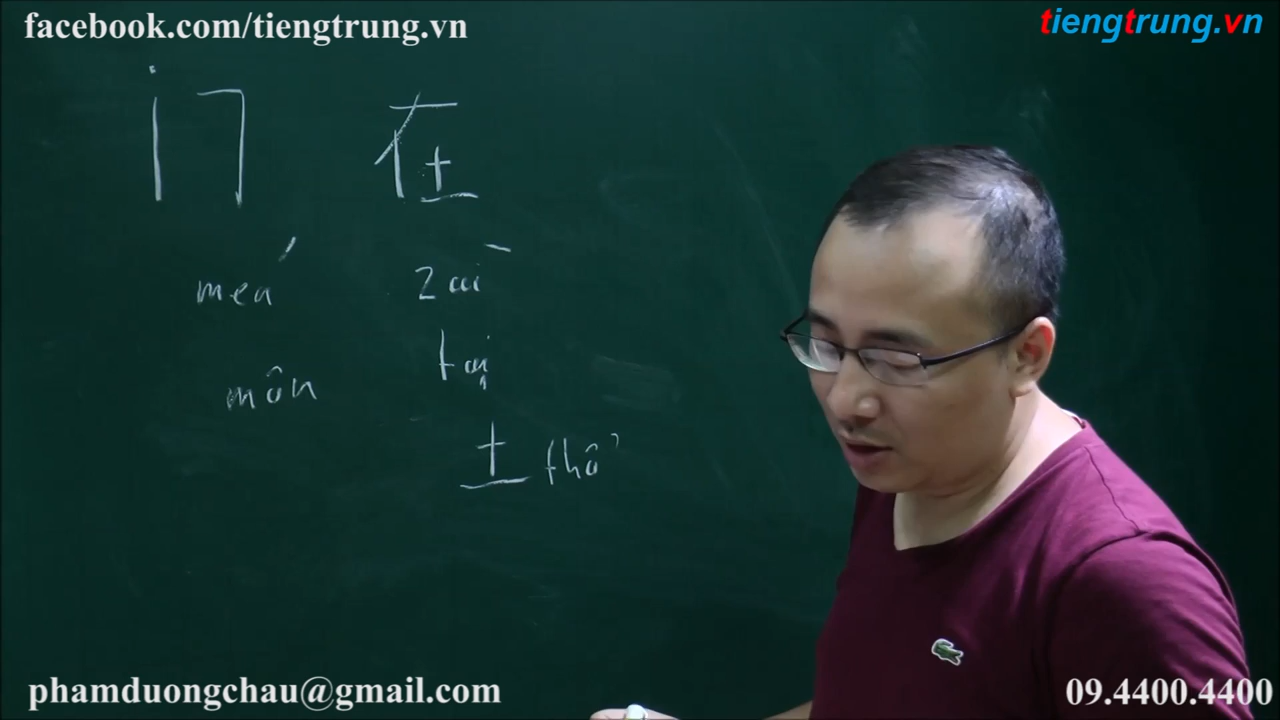 facebook.com/tiengtrung.vn
tiengtrung.vn
门 在
mén zài
môn tại
土 thổ
phamduongchau@gmail.com
09.4400.4400